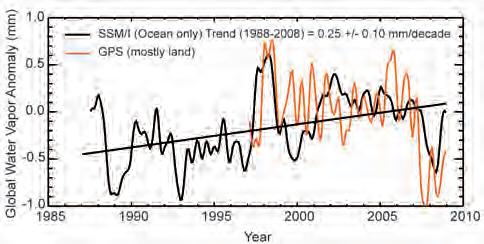 SSM/I (Ocean only) Trend (1988-2008) = 0.25 +/- 0.10 mm/decade
GPS (mostly land)
Global Water Vapor Anomaly (mm)
1.0
0.5
0.0
-0.5
-1.0
1985 1990 1995 2000 2005 2010
Year